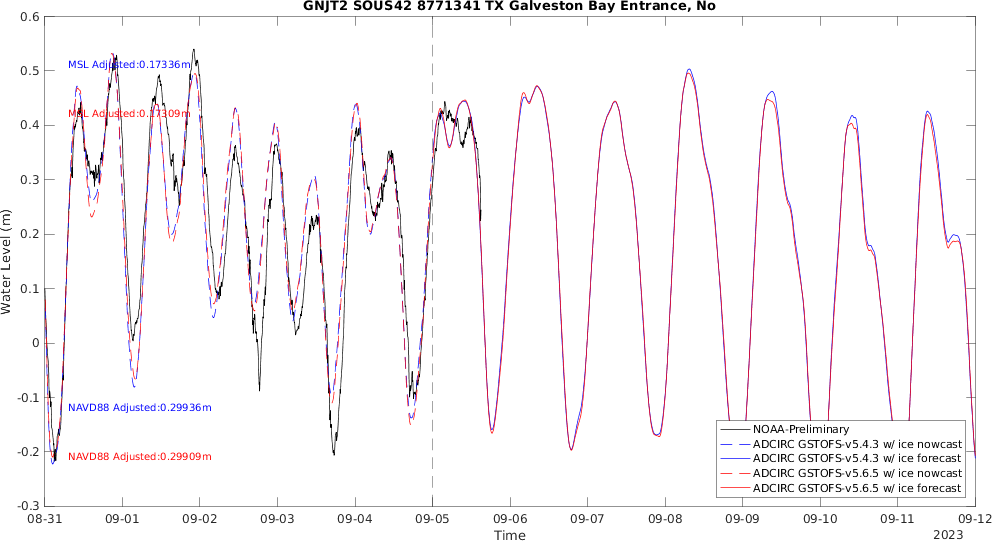 GNJT2 SOUS42 8771341 TX Galveston Bay Entrance, No
Water Level (m)
0.6
0.5
0.4
0.3
0.2
0.1
0
-0.1
-0.2
-0.3
MSL Adjusted:0.17336m
MSL Adjusted:0.17309m
NAVD88 Adjusted:0.29936m
NAVD88 Adjusted:0.29909m
NOAA-Preliminary
ADCIRC GSTOFS-v5.4.3 w/ ice nowcast
ADCIRC GSTOFS-v5.4.3 w/ ice forecast
ADCIRC GSTOFS-v5.6.5 w/ ice nowcast
ADCIRC GSTOFS-v5.6.5 w/ ice forecast
08-31 09-01 09-02 09-03 09-04 09-05 09-06 09-07 09-08 09-09 09-10 09-11 09-12
Time
2023